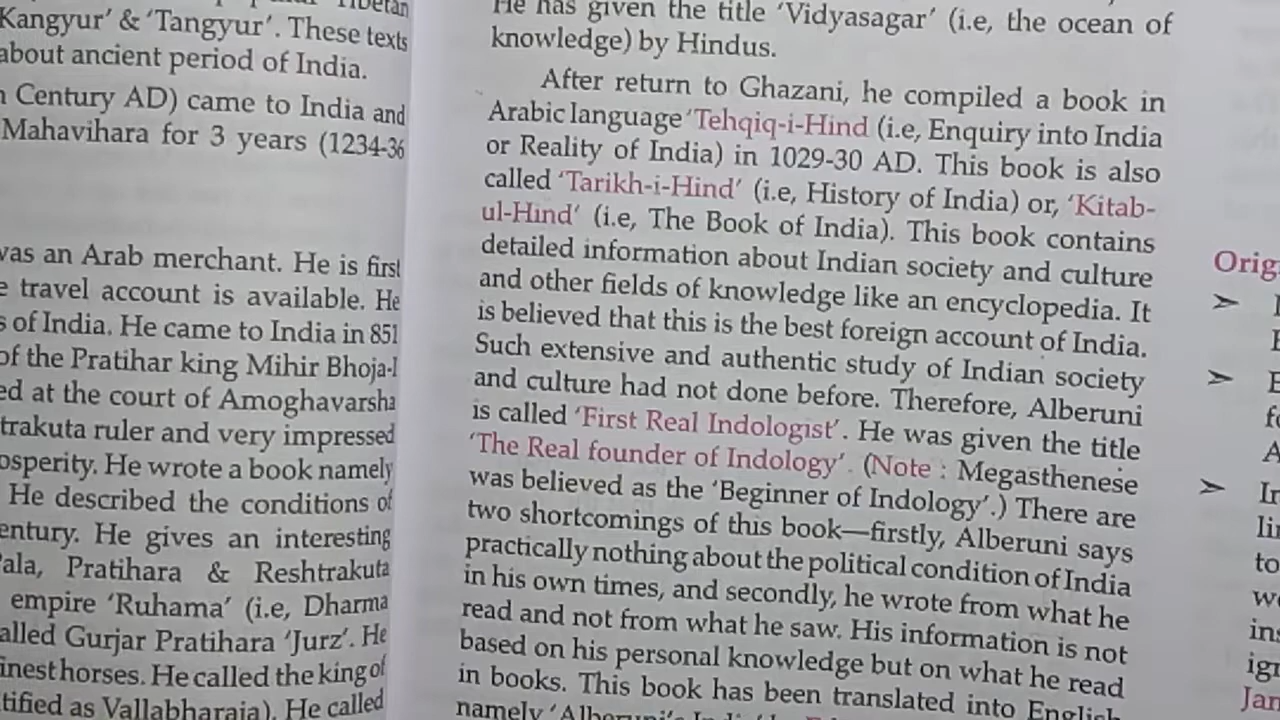 Kangyur' & 'Tangyur'. These texts
about ancient period of India.
Century AD) came to India and
Mahavihara for 3 years (1234-36
was an Arab merchant. He is first
travel account is available. He
of India. He came to India in 851
of the Pratihar king Mihir Bhoja-I
at the court of Amoghavarsha
ruler and very impressed
He wrote a book namely
He described the conditions of
He gives an interesting
Pratihara & Reshtrakuta
empire 'Ruhama' (i.e, Dharma
Gurjar Pratihara 'Jurz'. He
horses. He called the king of
as Vallabharaja). He called
He has given the title 'Vidyasagar' (i.e, the ocean of
knowledge) by Hindus.
After return to Ghazani, he compiled a book in
Arabic language 'Tehqiq-i-Hind (i.e, Enquiry into India
or Reality of India) in 1029-30 AD. This book is also
called 'Tarikh-i-Hind' (i.e, History of India) or, 'Kitab-
ul-Hind' (i.e, The Book of India). This book contains
detailed information about Indian society and culture
and other fields of knowledge like an encyclopedia. It
is believed that this is the best foreign account of India.
Such extensive and authentic study of Indian society
and culture had not done before. Therefore, Alberuni
is called 'First Real Indologist'. He was given the title
'The Real founder of Indology'. (Note : Megasthenese
was believed as the 'Beginner of Indology'.) There are
two shortcomings of this book—firstly, Alberuni says
practically nothing about the political condition of India
in his own times, and secondly, he wrote from what he
read and not from what he saw. His information is not
based on his personal knowledge but on what he read
in books. This book has been translated into English
namely 'Alberuni's